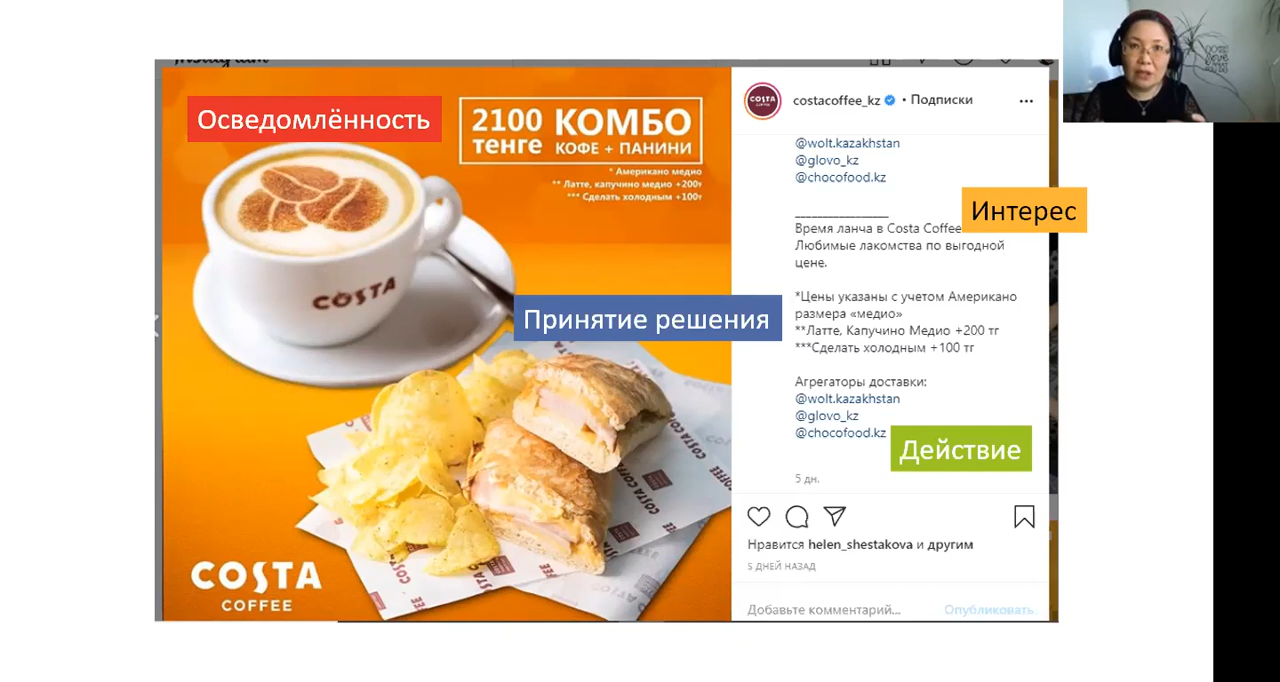 Осведомлённость
2100 тенге
КОМБО
КОФЕ + ПАНИНИ
* Американо медио
** Латте, капучино медио +200т
*** Сделать холодным +100т
COSTA
Принятие решения
COSTA
COFFEE
COSTA
COFFEE
costacoffee_kz • Подписки
@wolt.kazakhstan
@glovo_kz
@chocofood.kz
_________________
Интерес
Время ланча в Costa Coffee
Любимые лакомства по выгодной
цене.
*Цены указаны с учетом Американо
размера «медио»
**Латте, Капучино Медио +200 тг
***Сделать холодным +100 тг
Агрегаторы доставки:
@wolt.kazakhstan
@glovo_kz
@chocofood.kz
Действие
5 дн.
Нравится helen_shestakova и другим
5 ДНЕЙ НАЗАД
Добавьте комментарий... Опубликовать